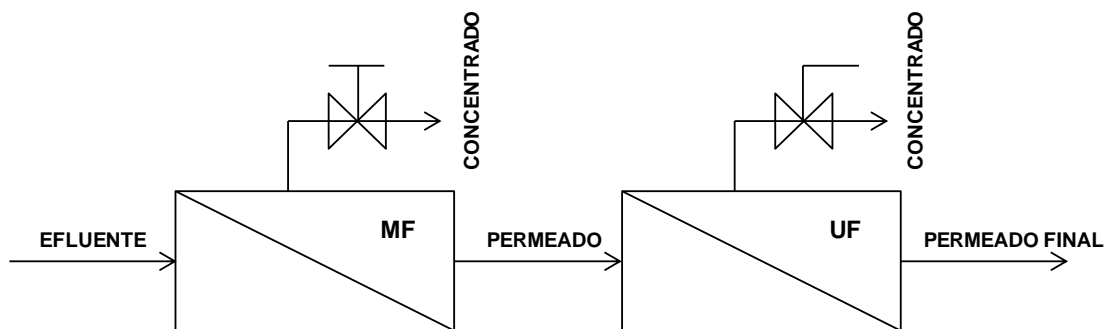 CONCENTRADO
CONCENTRADO
MF
UF
EFLUENTE
PERMEADO
PERMEADO FINAL